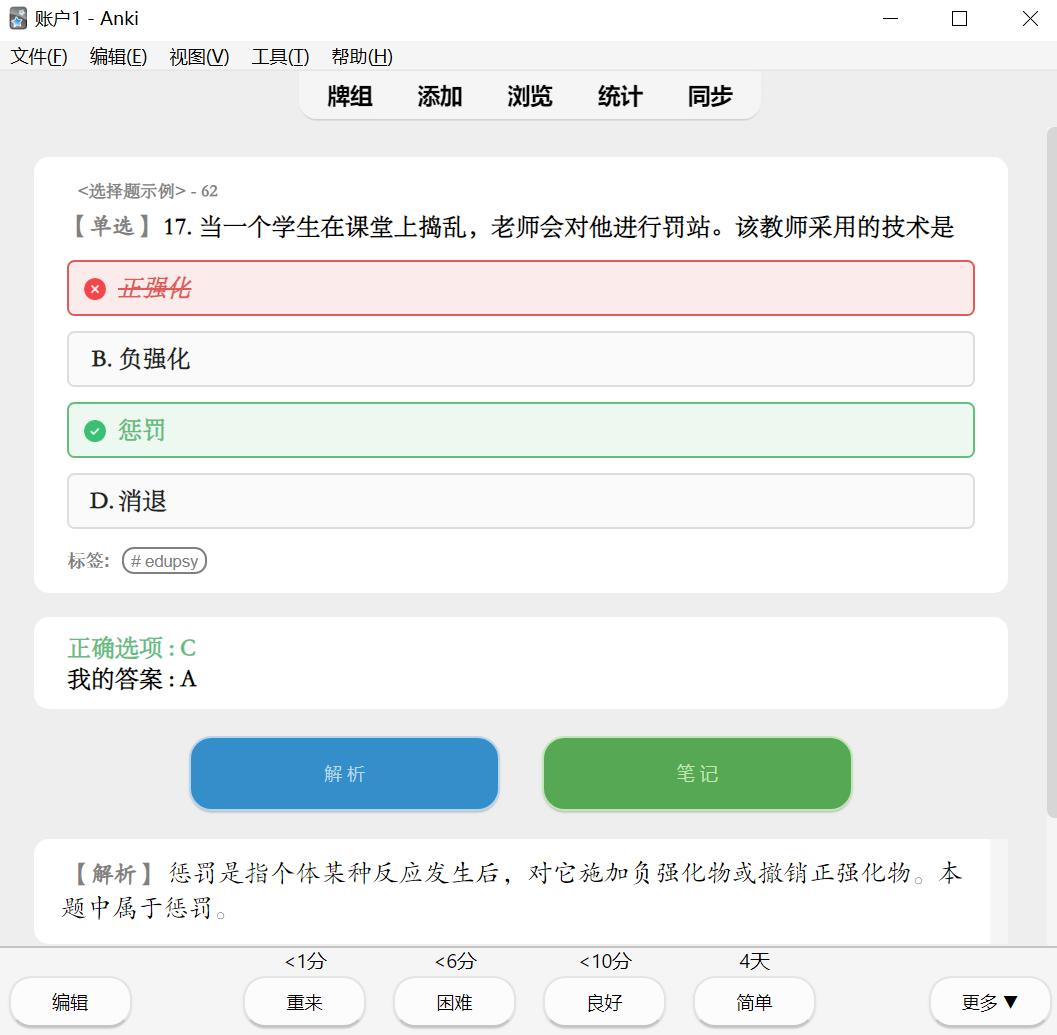 账户1 - Anki
文件(F) 编辑(E) 视图(V) 工具(T) 帮助(H)
牌组 添加 浏览 统计 同步
<选择题示例> - 62
【单选】17. 当一个学生在课堂上捣乱，老师会对他进行罚站。该教师采用的技术是
正强化
B. 负强化
惩罚
D. 消退
标签: # edupsy
正确选项 : C
我的答案 : A
解析 笔记
【解析】惩罚是指个体某种反应发生后，对它施加负强化物或撤销正强化物。本
题中属于惩罚。
<1分 <6分 <10分 4天
编辑 重来 困难 良好 简单 更多 ▼